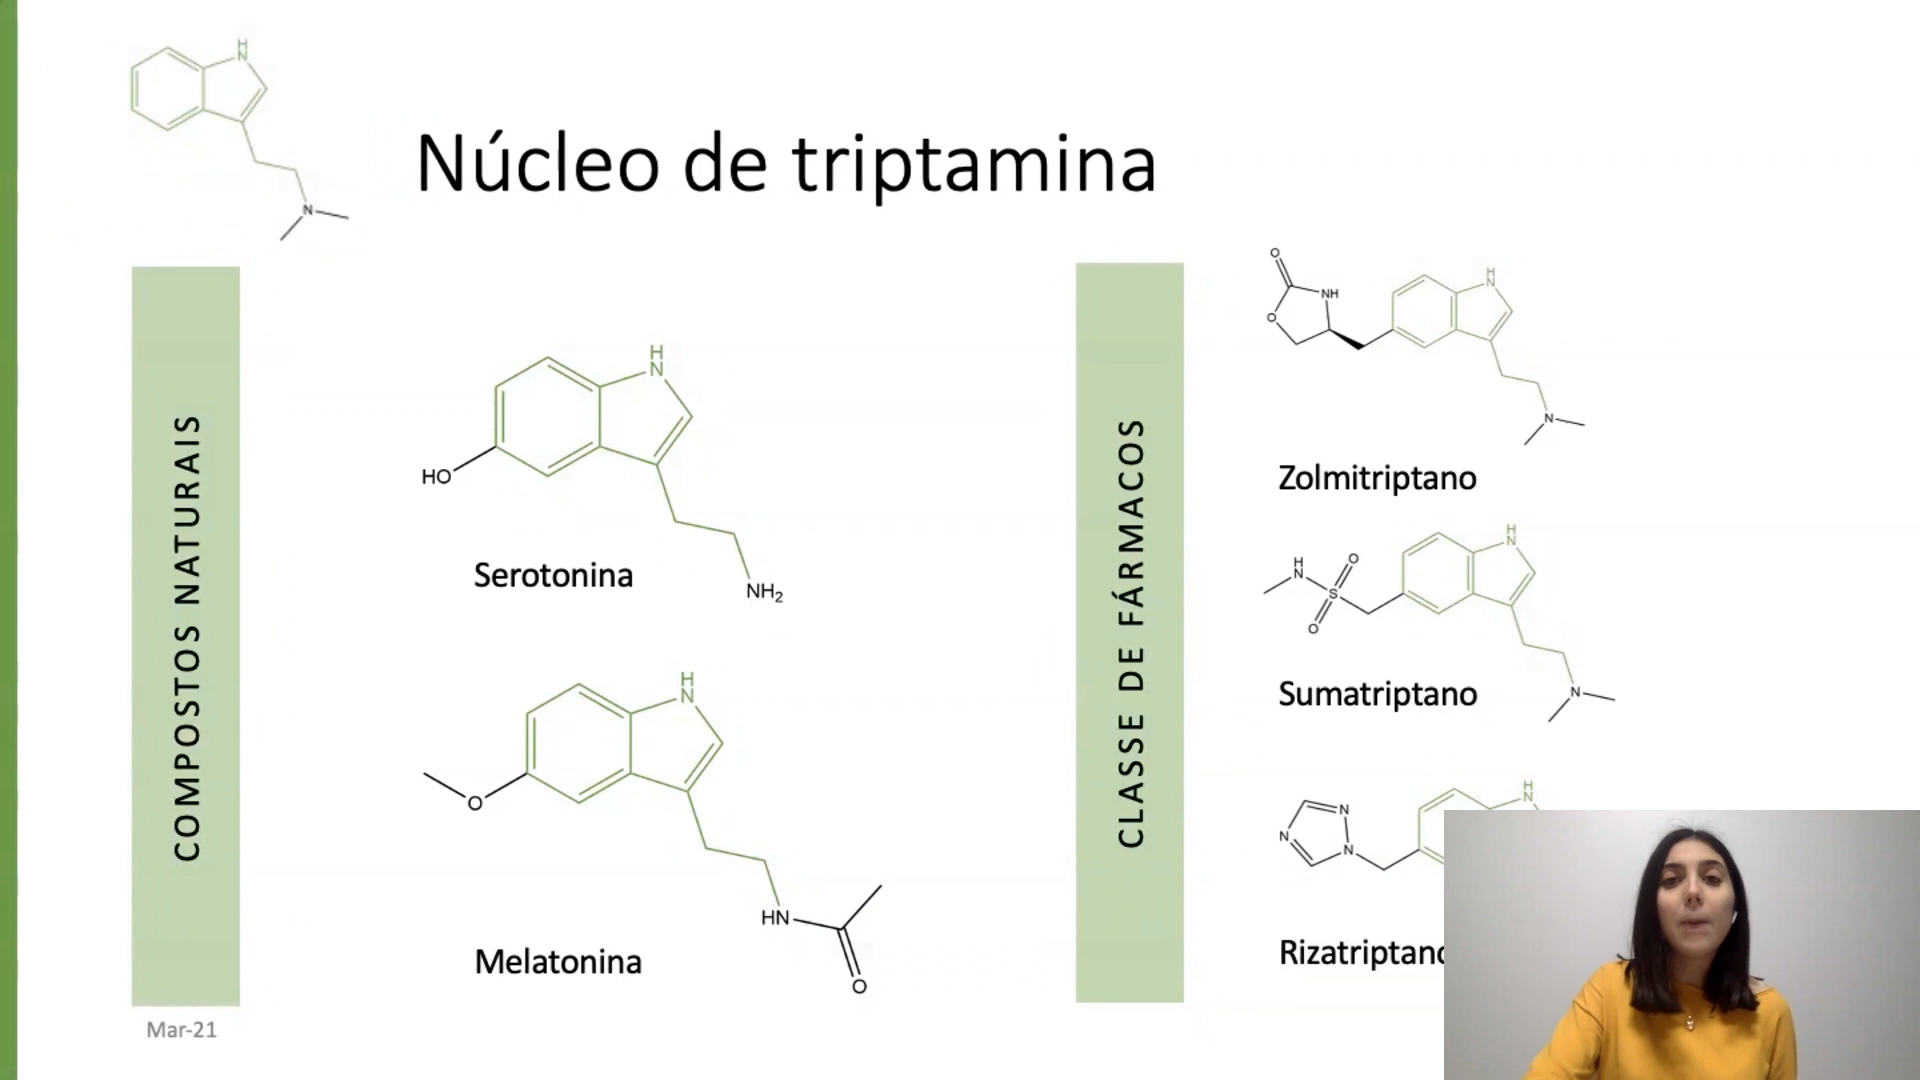 H
N
N
Núcleo de triptamina
COMPOSTOS NATURAIS
H
N
HO
NH2
Serotonina
H
N
O
HN
O
Melatonina
CLASSE DE FÁRMACOS
O
NH
O
H
N
N
Zolmitriptano
H
N
O
S
O
H
N
N
Sumatriptano
N
N
N
H
N
Rizatriptano
Mar-21